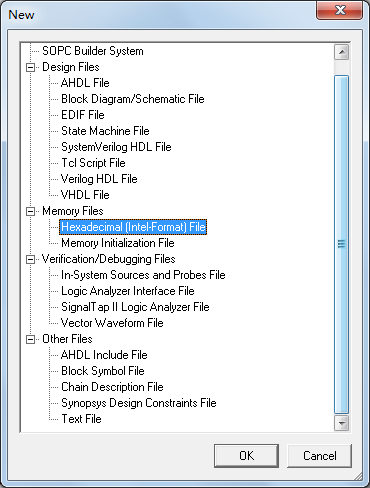 New
SOPC Builder System
Design Files
AHDL File
Block Diagram/Schematic File
EDIF File
State Machine File
SystemVerilog HDL File
Tcl Script File
Verilog HDL File
VHDL File
Memory Files
Hexadecimal (Intel-Format) File
Memory Initialization File
Verification/Debugging Files
In-System Sources and Probes File
Logic Analyzer Interface File
SignalTap II Logic Analyzer File
Vector Waveform File
Other Files
AHDL Include File
Block Symbol File
Chain Description File
Synopsys Design Constraints File
Text File
OK Cancel